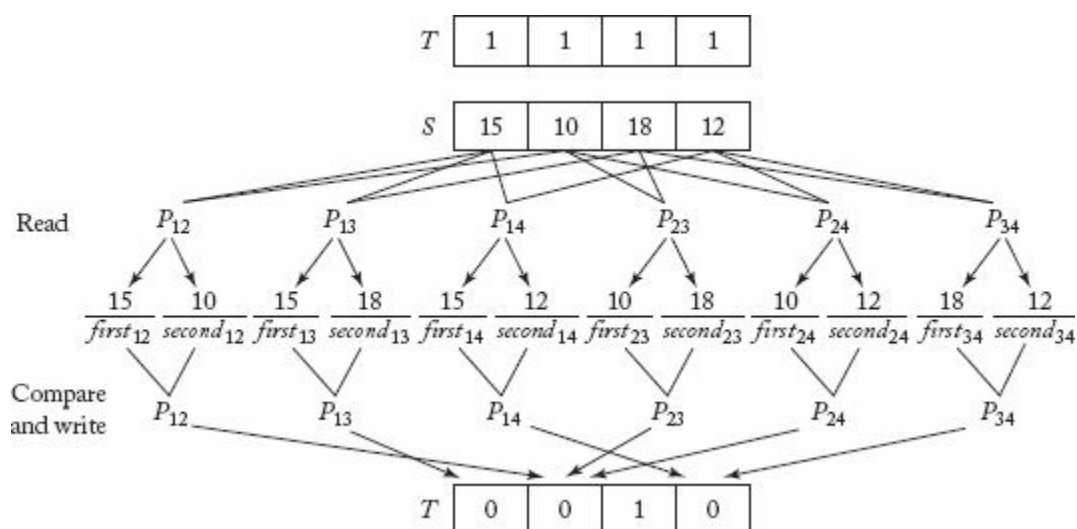 T 1 1 1 1
S 15 10 18 12
Read P12 P13 P14 P23 P24 P34
15 10 15 18 15 12 10 18 10 12 18 12
first12 second12 first13 second13 first14 second14 first23 second23 first24 second24 first34 second34
Compare
and write P12 P13 P14 P23 P24 P34
T 0 0 1 0